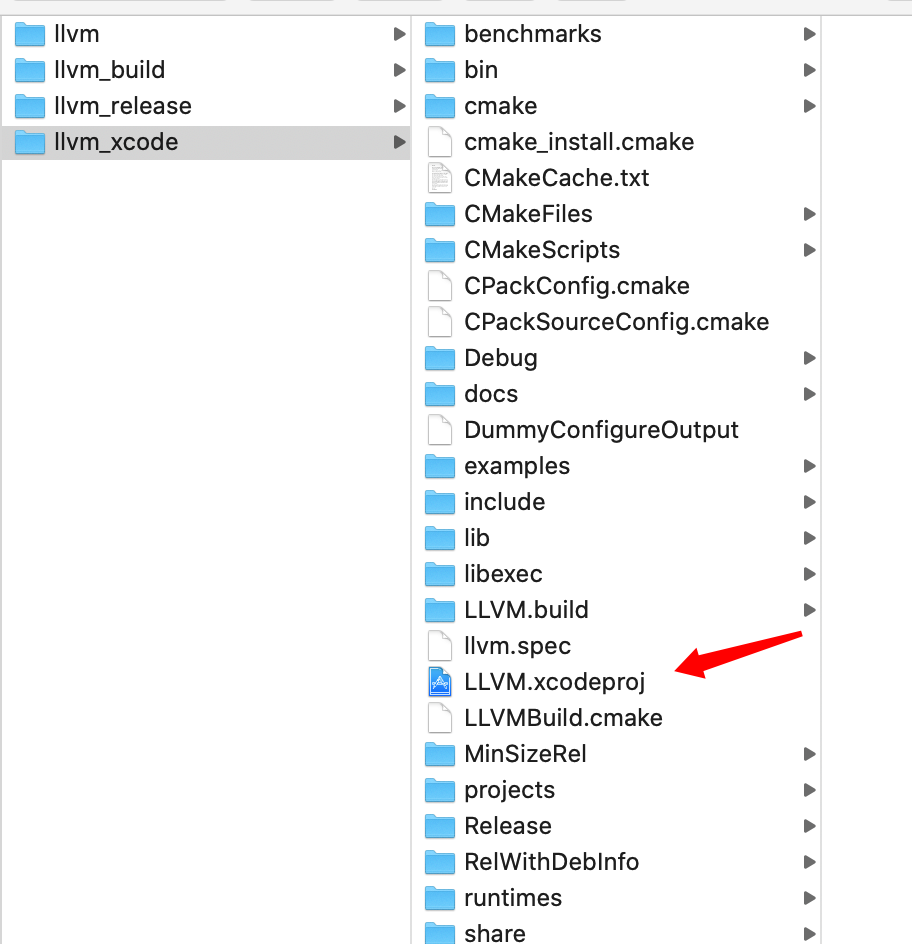 llvm
llvm_build
llvm_release
llvm_xcode
benchmarks
bin
cmake
cmake_install.cmake
CMakeCache.txt
CMakeFiles
CMakeScripts
CPackConfig.cmake
CPackSourceConfig.cmake
Debug
docs
DummyConfigureOutput
examples
include
lib
libexec
LLVM.build
llvm.spec
LLVM.xcodeproj
LLVMBuild.cmake
MinSizeRel
projects
Release
RelWithDebInfo
runtimes
share